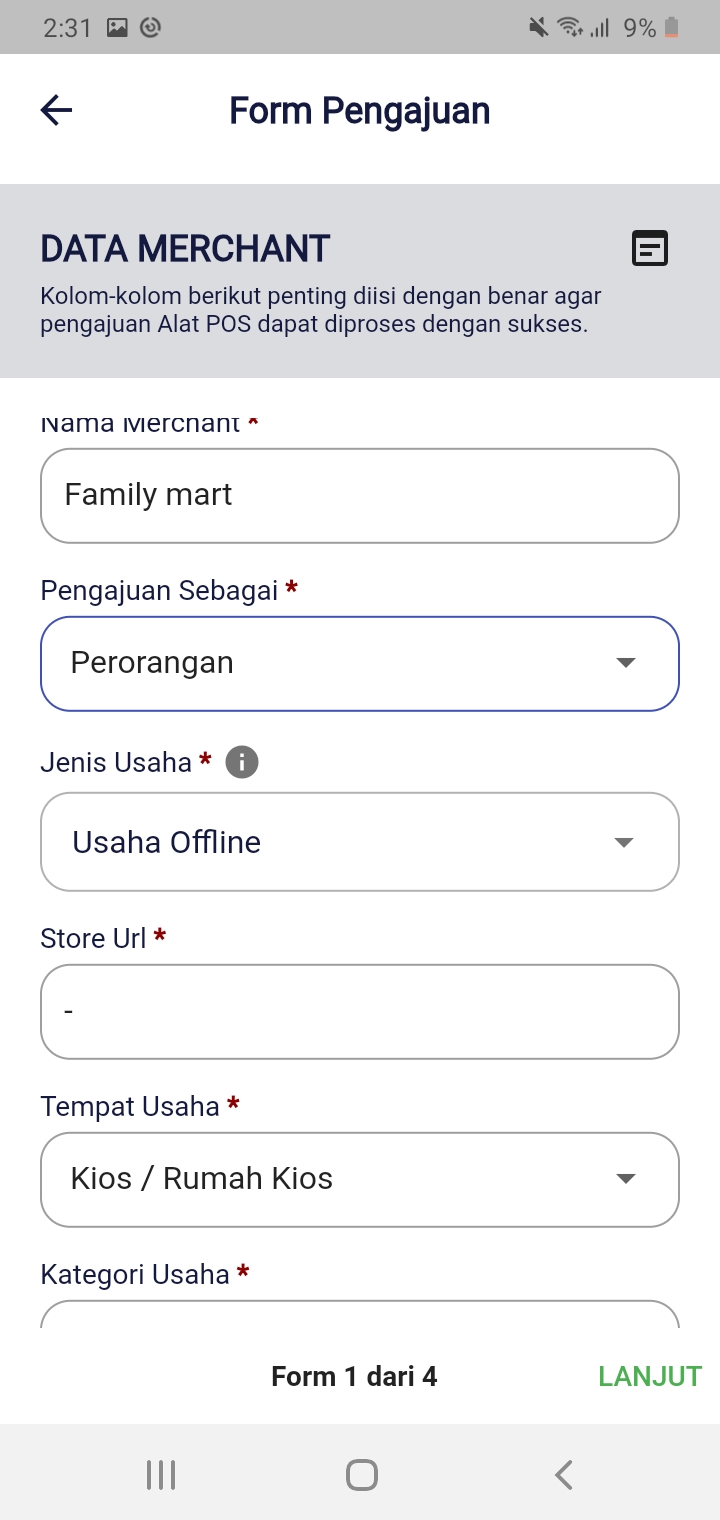 2:31
9%
Form Pengajuan
DATA MERCHANT
Kolom-kolom berikut penting diisi dengan benar agar
pengajuan Alat POS dapat diproses dengan sukses.
Nama Merchant *
Family mart
Pengajuan Sebagai *
Perorangan
Jenis Usaha *
Usaha Offline
Store Url *
-
Tempat Usaha *
Kios / Rumah Kios
Kategori Usaha *
Form 1 dari 4
LANJUT